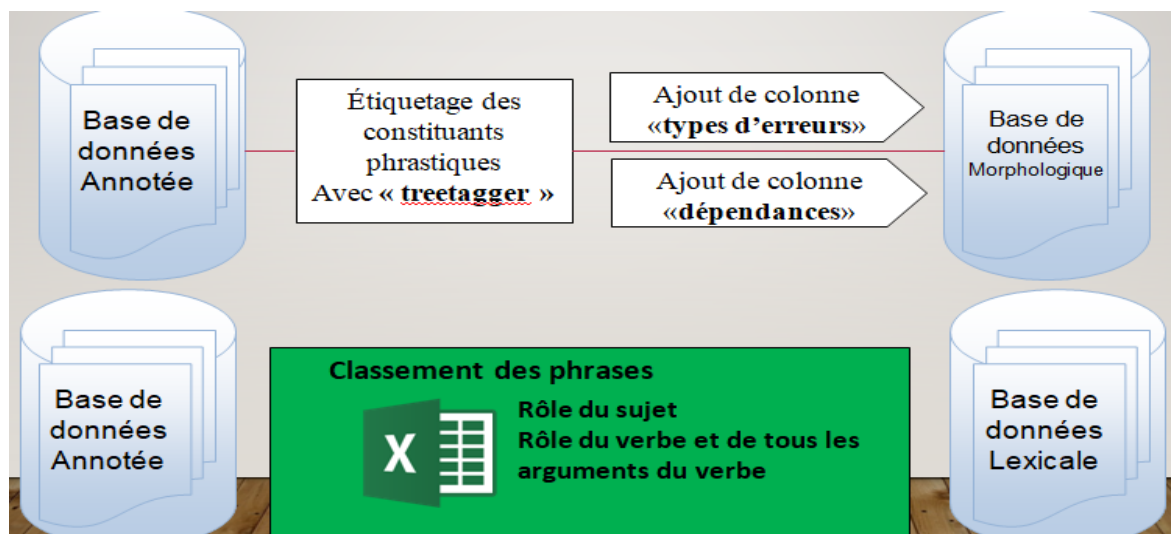 Base de
données
Annotée
Étiquetage des
constituants
phrastiques
Avec « treetagger »
Ajout de colonne
«types d’erreurs»
Ajout de colonne
«dépendances»
Base de
données
Morphologique
Base de
données
Annotée
Classement des phrases
X
Rôle du sujet
Rôle du verbe et de tous les
arguments du verbe
Base de
données
Lexicale